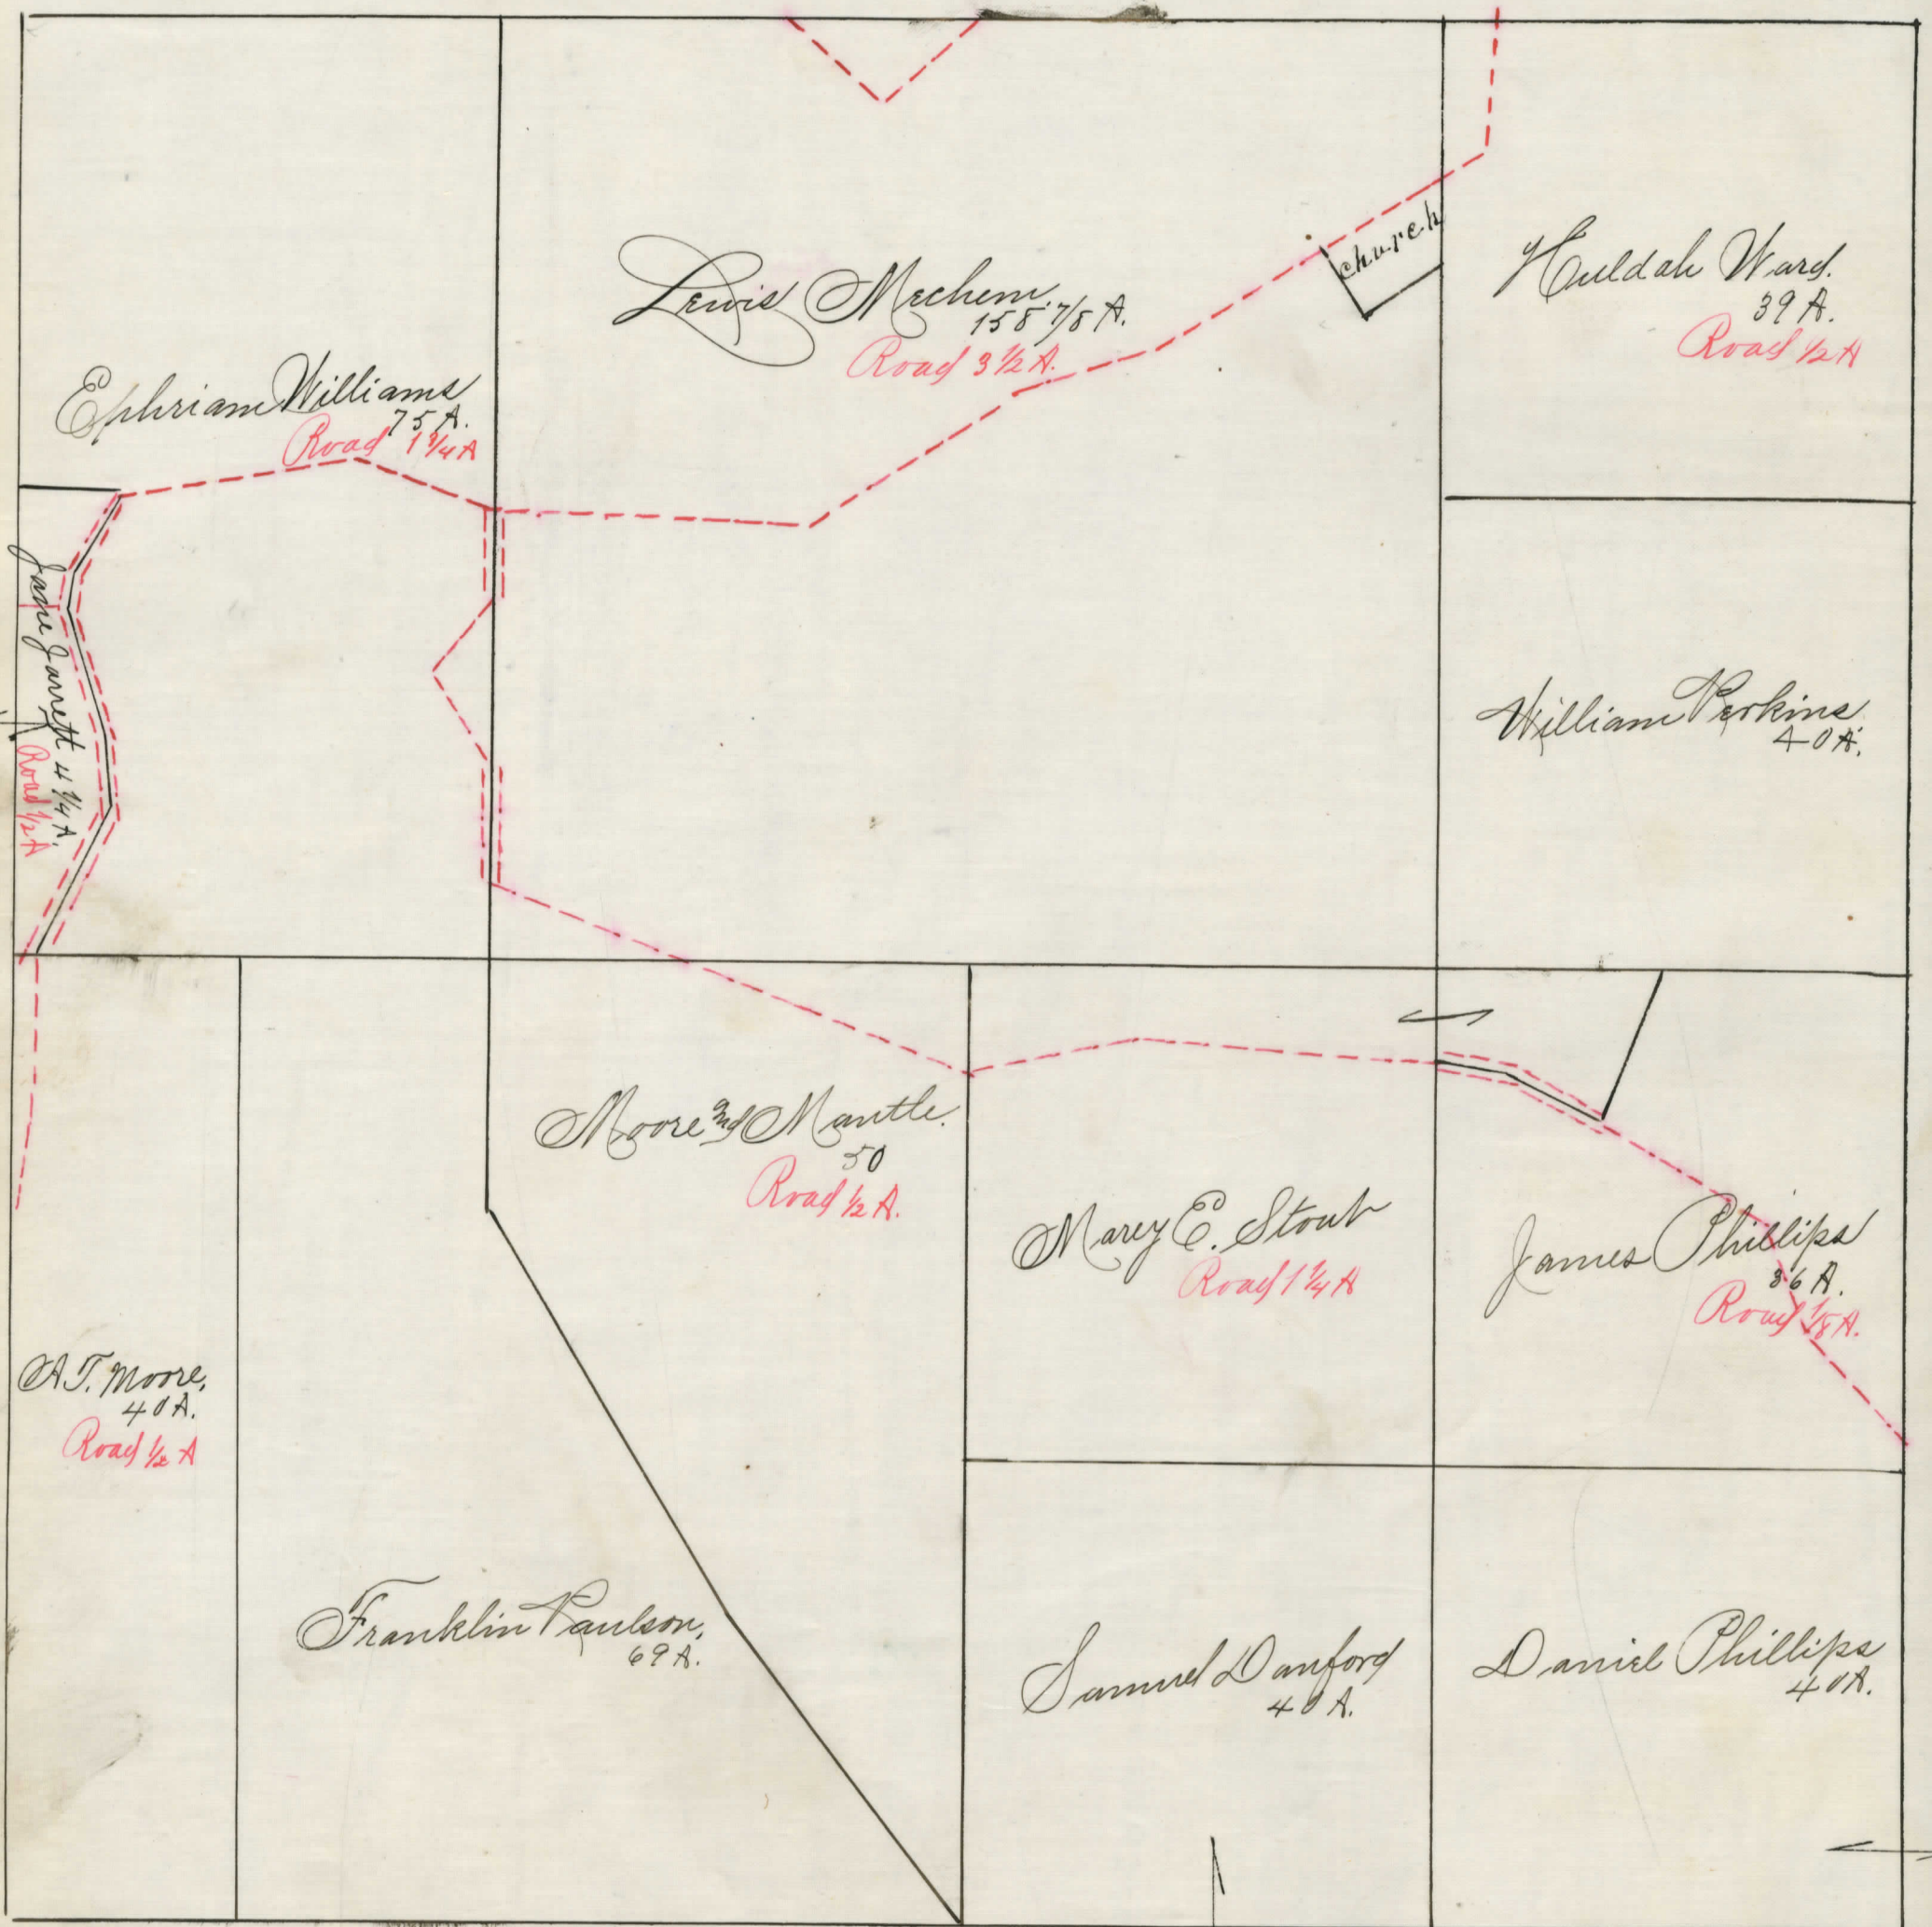 church
Lewis Mechem.
158 7/8 A.
Road 3 1/2 A.
Huldah Ward.
39 A.
Road 1/2 A
Ephriam Williams
75 A.
Road 1 3/4 A
Jane Jarrett 4 1/4 A.
Road 1/2 A
William Perkins.
40 A.
Moore and Mantle.
50
Road 1/2 A.
Marey E. Stout
Road 1 1/4 A
James Phillips
36 A.
Road 1/8 A.
A.T. Moore.
40 A.
Road 1/2 A
Franklin Paulson.
69 A.
Samuel Danford
40 A.
Daniel Phillips
40 A.